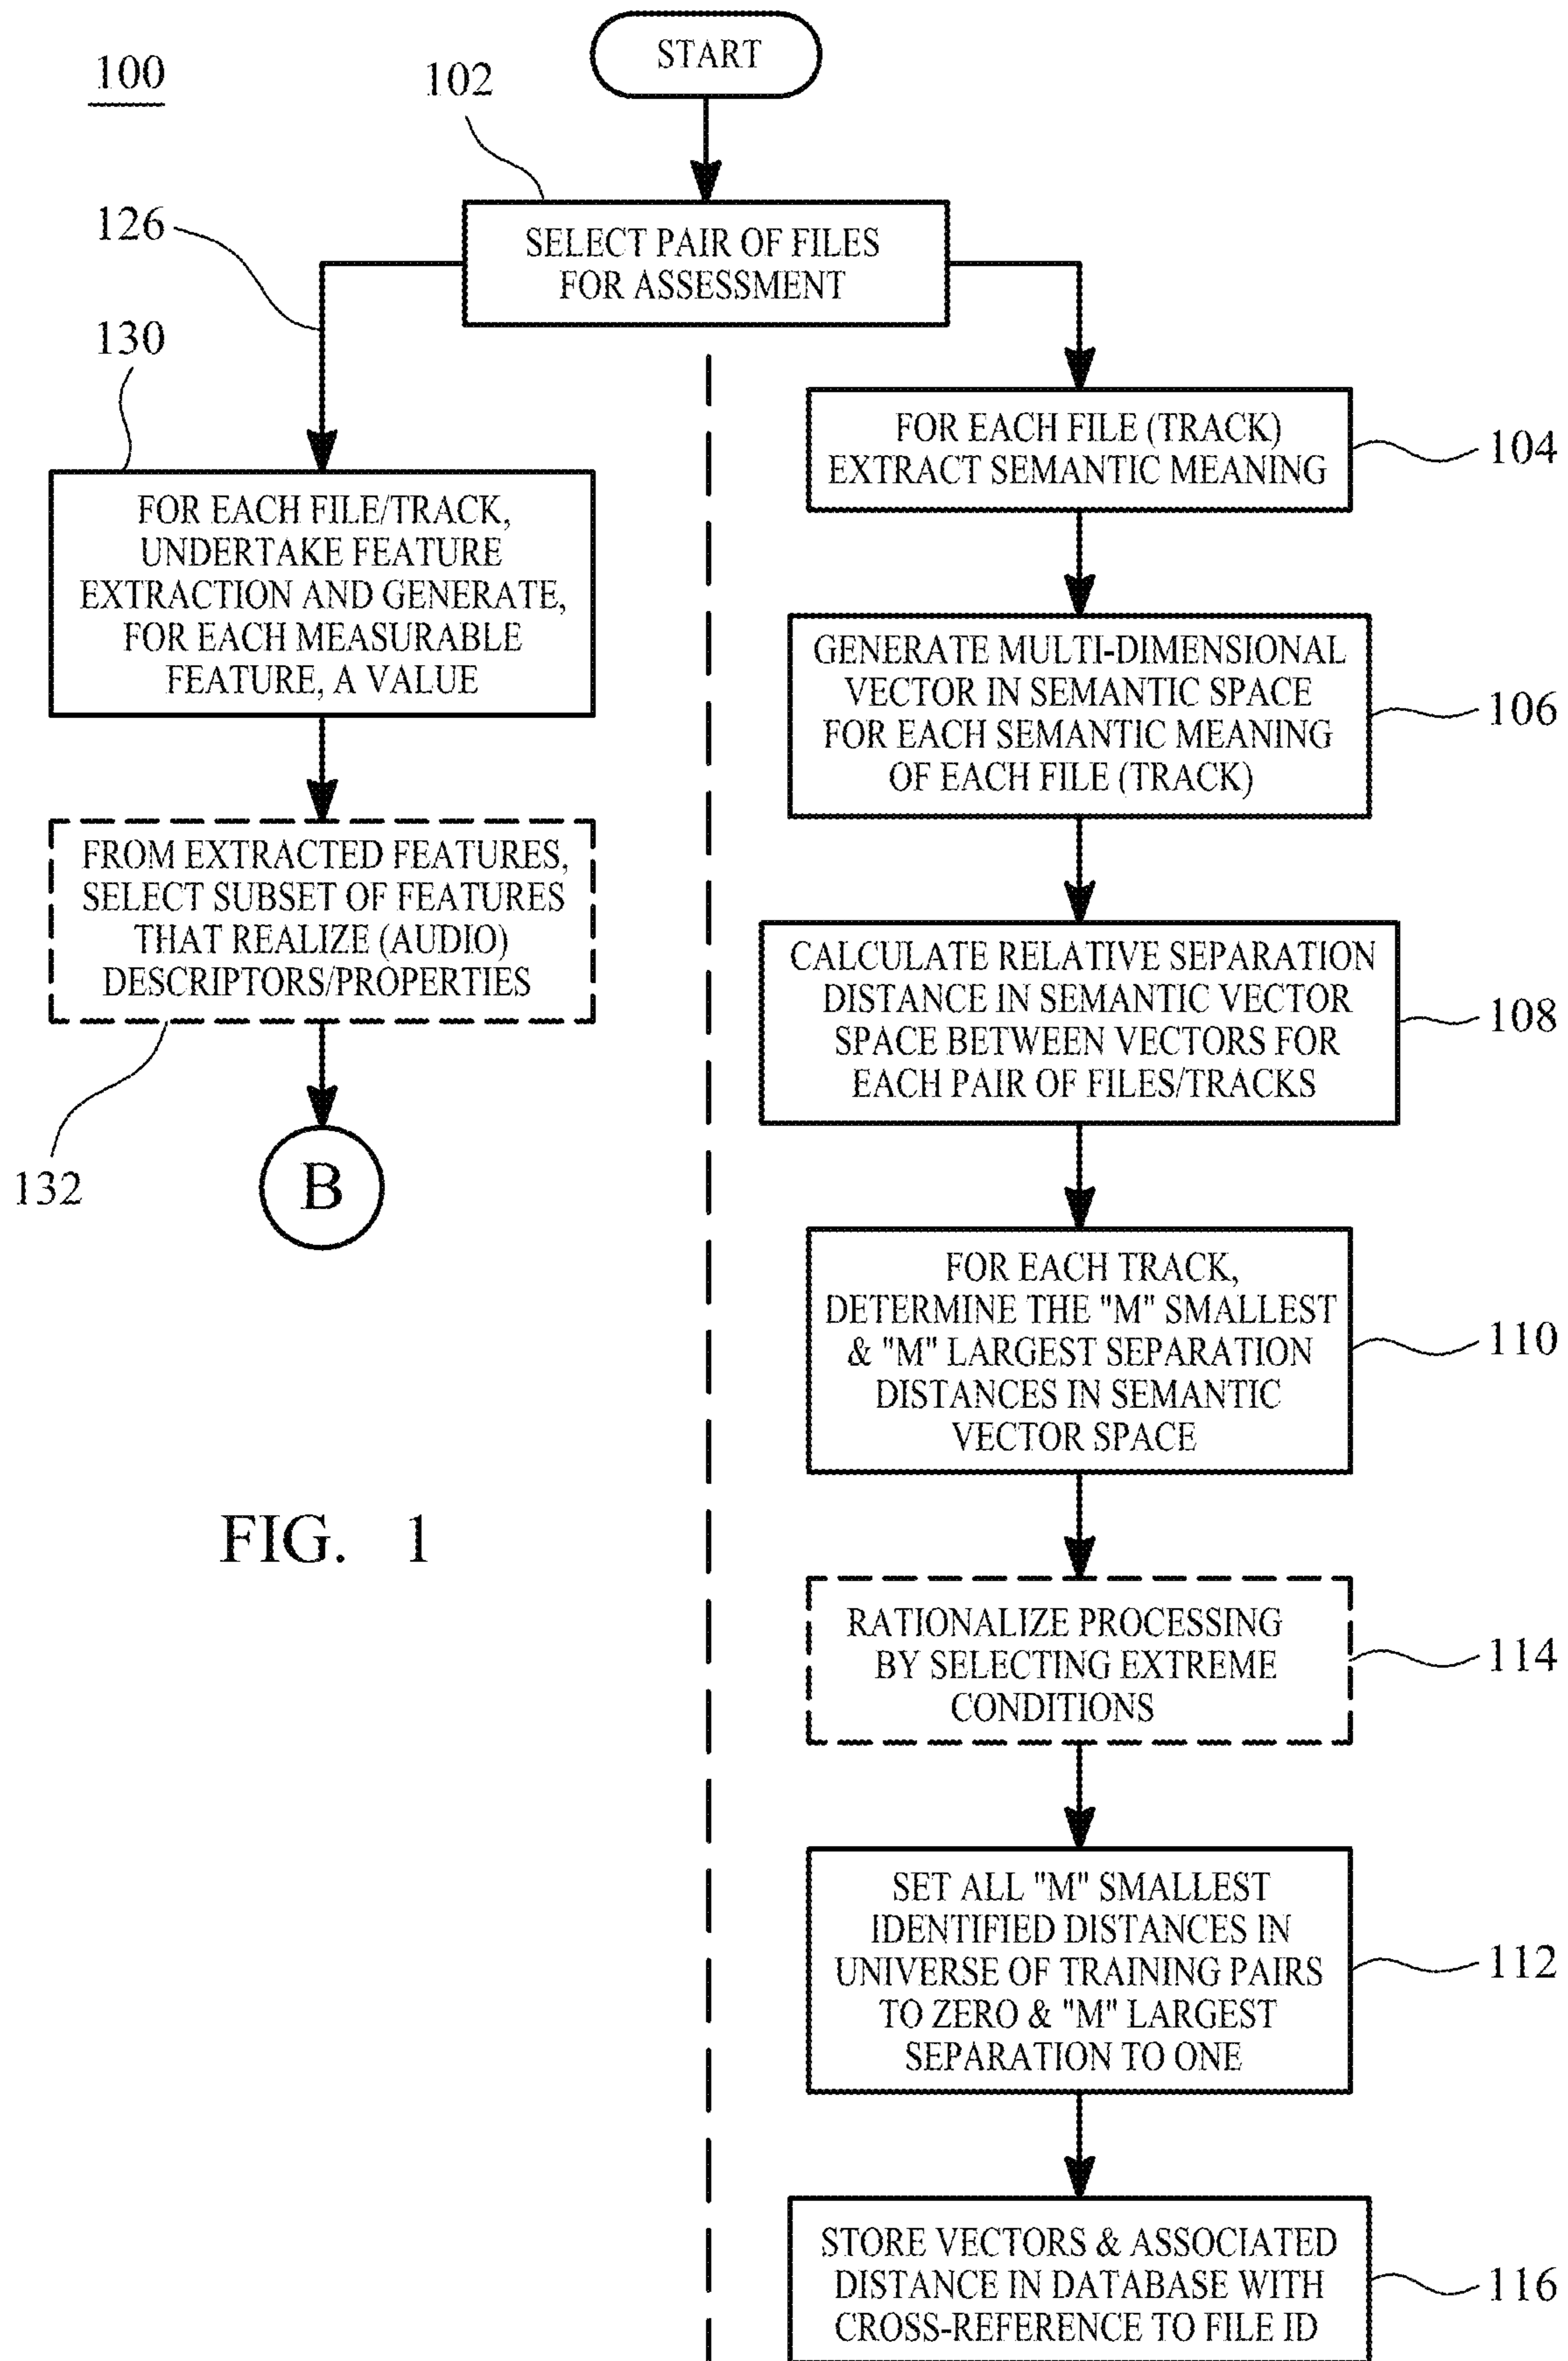 100
START
102
SELECT PAIR OF FILES
FOR ASSESSMENT
126
130
FOR EACH FILE/TRACK,
UNDERTAKE FEATURE
EXTRACTION AND GENERATE,
FOR EACH MEASURABLE
FEATURE, A VALUE
FROM EXTRACTED FEATURES,
SELECT SUBSET OF FEATURES
THAT REALIZE (AUDIO)
DESCRIPTORS/PROPERTIES
132
B
FOR EACH FILE (TRACK)
EXTRACT SEMANTIC MEANING
104
GENERATE MULTI-DIMENSIONAL
VECTOR IN SEMANTIC SPACE
FOR EACH SEMANTIC MEANING
OF EACH FILE (TRACK)
106
CALCULATE RELATIVE SEPARATION
DISTANCE IN SEMANTIC VECTOR
SPACE BETWEEN VECTORS FOR
EACH PAIR OF FILES/TRACKS
108
FOR EACH TRACK,
DETERMINE THE "M" SMALLEST
& "M" LARGEST SEPARATION
DISTANCES IN SEMANTIC
VECTOR SPACE
110
RATIONALIZE PROCESSING
BY SELECTING EXTREME
CONDITIONS
114
SET ALL "M" SMALLEST
IDENTIFIED DISTANCES IN
UNIVERSE OF TRAINING PAIRS
TO ZERO & "M" LARGEST
SEPARATION TO ONE
112
STORE VECTORS & ASSOCIATED
DISTANCE IN DATABASE WITH
CROSS-REFERENCE TO FILE ID
116
FIG. 1